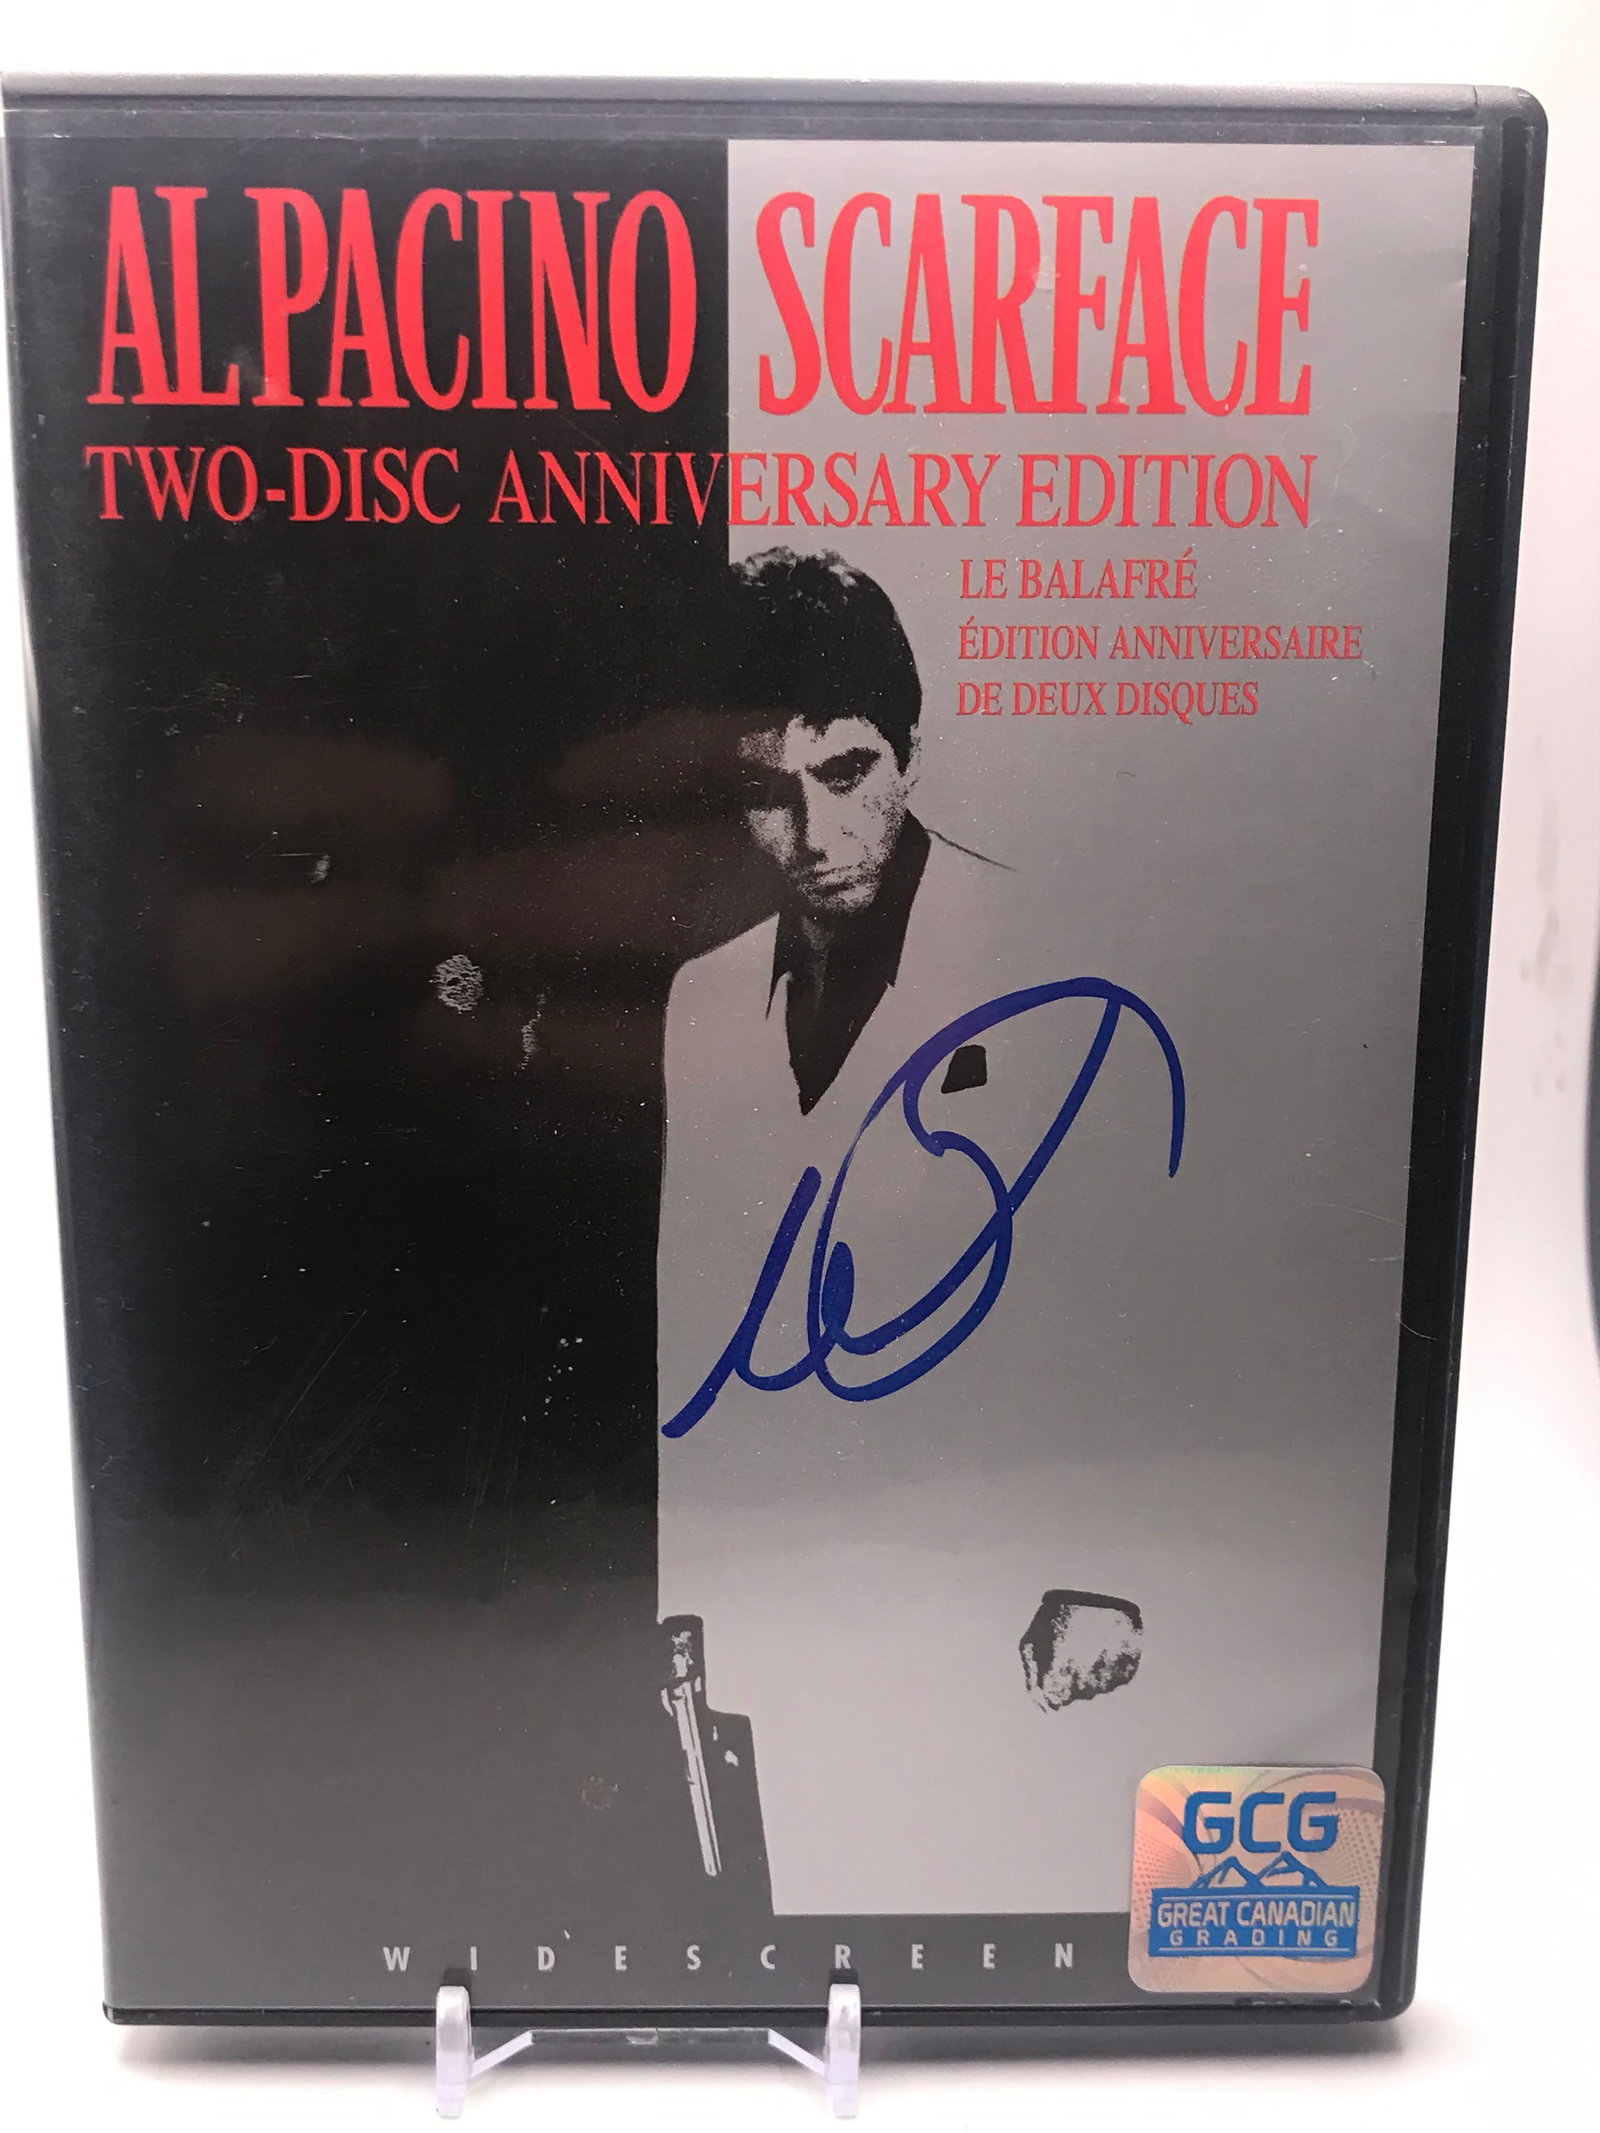 AL PACINO SCARFACE
TWO-DISC ANNIVERSARY EDITION
LE BALAFRÉ
ÉDITION ANNIVERSAIRE
DE DEUX DISQUES
GCG
GREAT CANADIAN
GRADING
WIDESCREEN